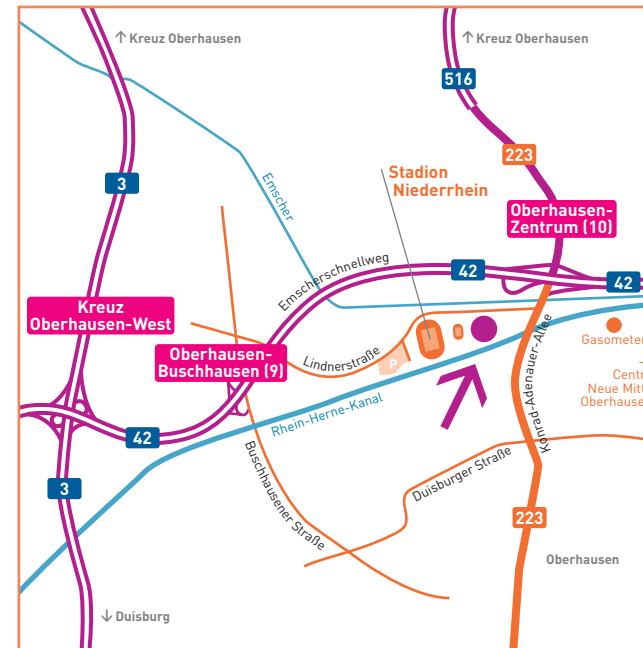 ↑ Kreuz Oberhausen
↑ Kreuz Oberhausen
516
223
3
Emscher
Stadion
Niederrhein
Oberhausen-
Zentrum (10)
Emscherschnellweg
42
42
Kreuz
Oberhausen-West
Oberhausen-
Buschhausen (9)
Lindnerstraße
P
Gasometer
-
Centr
Neue Mitt
Oberhause
Konrad-Adenauer-Allee
Rhein-Herne-Kanal
42
Buschhausener Straße
Duisburger Straße
3
223
Oberhausen
↓ Duisburg